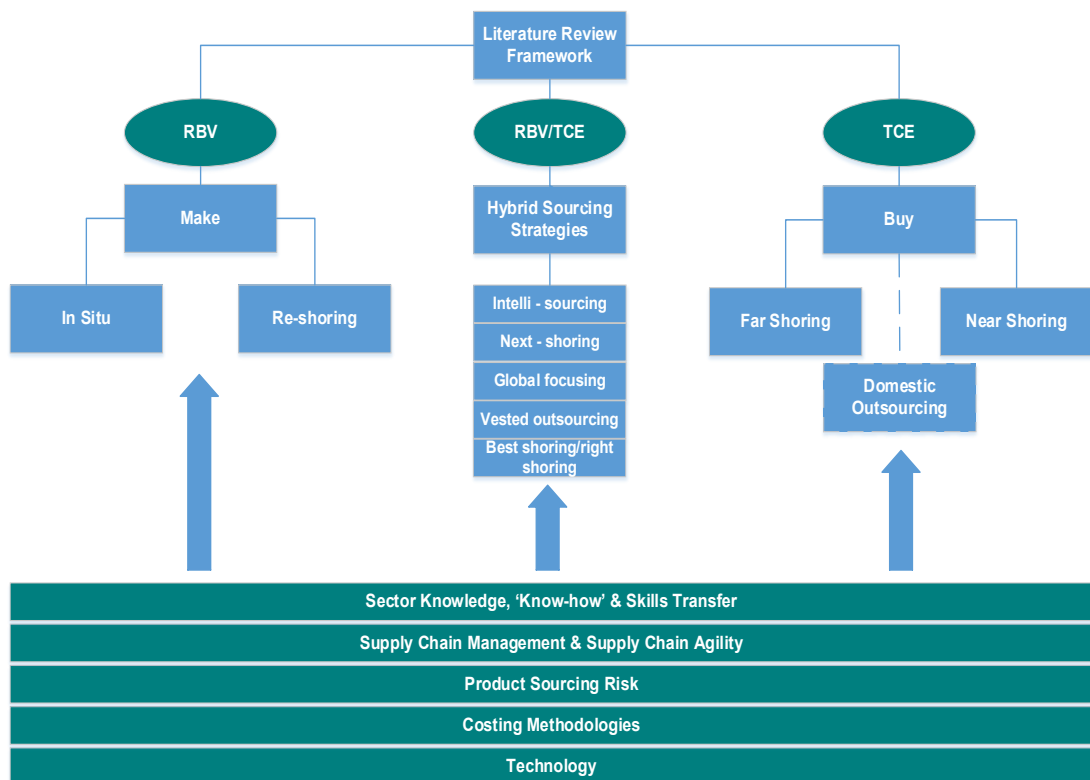 Literature Review
Framework
RBV
RBV/TCE
TCE
Make
Hybrid Sourcing
Strategies
Buy
In Situ
Re-shoring
Intelli - sourcing
Next - shoring
Global focusing
Vested outsourcing
Best shoring/right
shoring
Far Shoring
Near Shoring
Domestic
Outsourcing
Sector Knowledge, ‘Know-how’ & Skills Transfer
Supply Chain Management & Supply Chain Agility
Product Sourcing Risk
Costing Methodologies
Technology